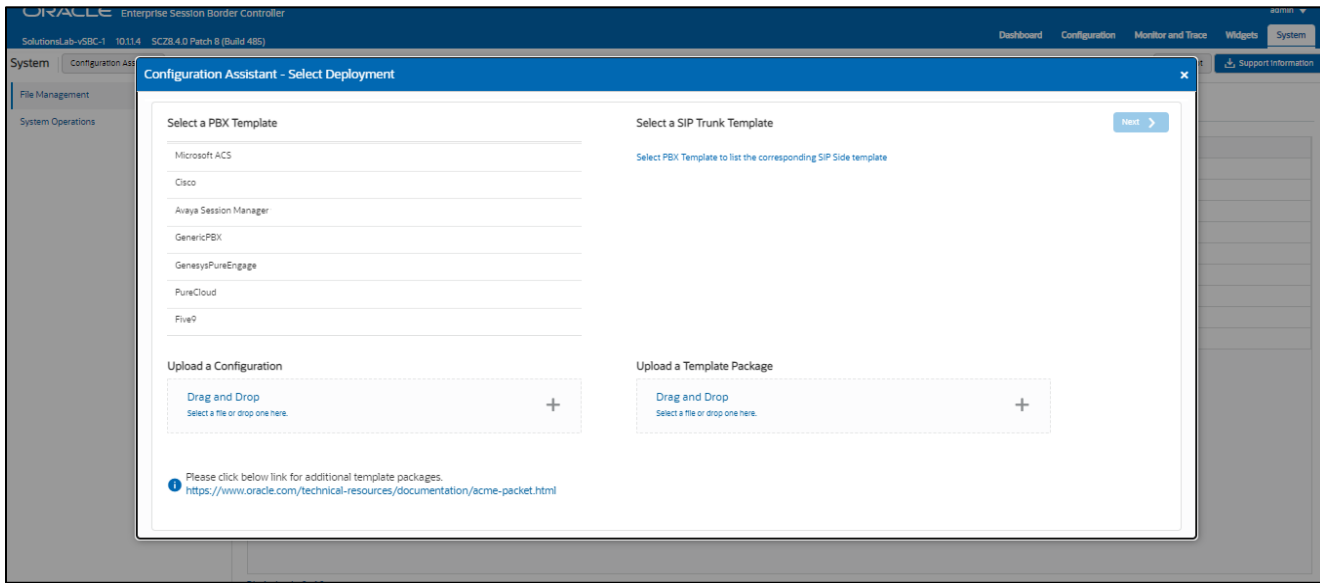 ORACLE Enterprise Session Border Controller
admin
SolutionsLab-vSBC-1 10.1.1.4 SCZ8.4.0 Patch 8 (Build 485)
Dashboard Configuration Monitor and Trace Widgets System
System
Support Information
File Management
System Operations
Configuration Assistant - Select Deployment
Select a PBX Template
Microsoft ACS
Cisco
Avaya Session Manager
GenericPBX
GenesysPureEngage
PureCloud
Five9
Select a SIP Trunk Template
Next
Select PBX Template to list the corresponding SIP Side template
Upload a Configuration
Drag and Drop
Select a file or drop one here.
Upload a Template Package
Drag and Drop
Select a file or drop one here.
Please click below link for additional template packages.
https://www.oracle.com/technical-resources/documentation/acme-packet.html